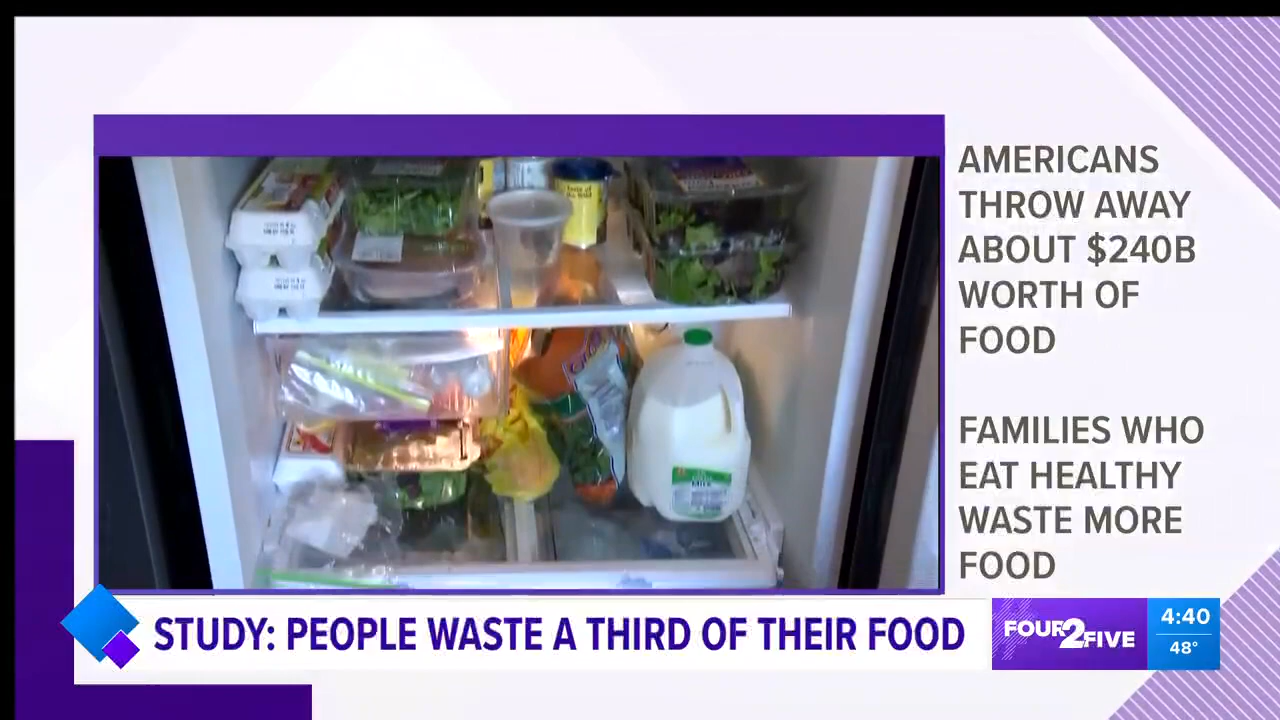 AMERICANS
THROW AWAY
ABOUT $240B
WORTH OF
FOOD
FAMILIES WHO
EAT HEALTHY
WASTE MORE
FOOD
MILK
STUDY: PEOPLE WASTE A THIRD OF THEIR FOOD
FOUR2FIVE
4:40
48°